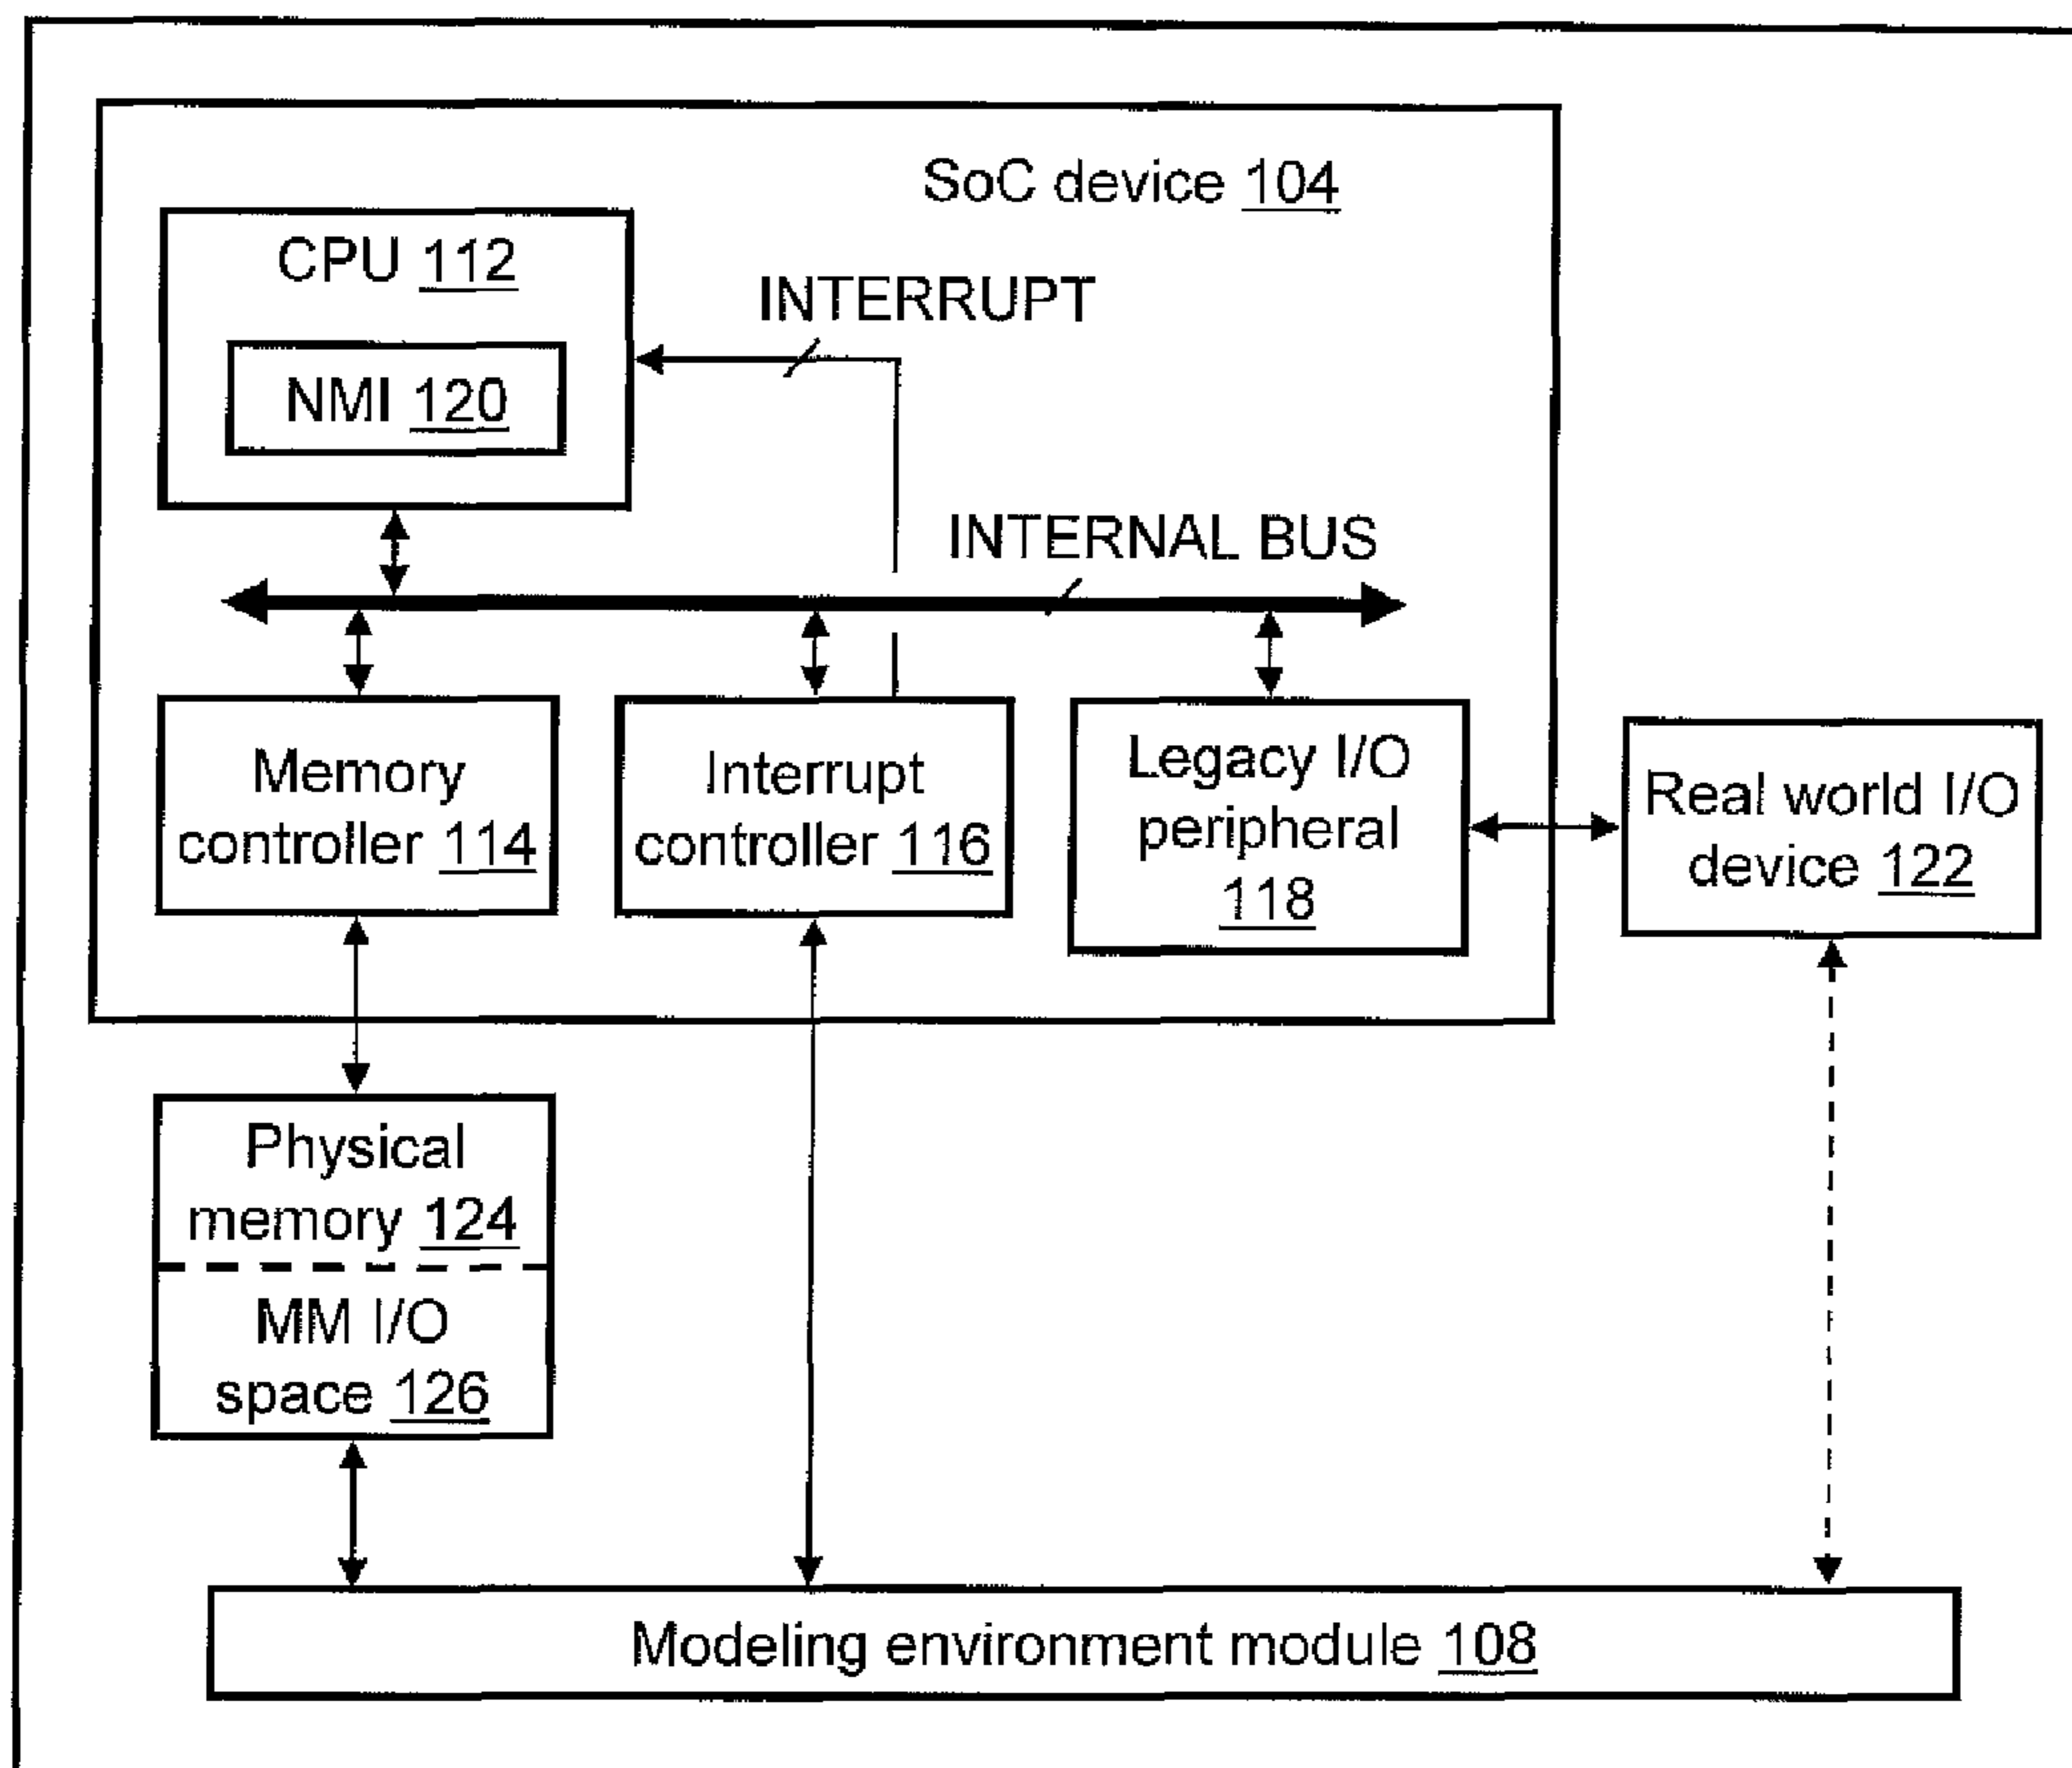 SoC device 104
CPU 112
INTERRUPT
NMI 120
INTERNAL BUS
Memory
controller 114
Interrupt
controller 116
Legacy I/O
peripheral
118
Real world I/O
device 122
Physical
memory 124
MM I/O
space 126
Modeling environment module 108